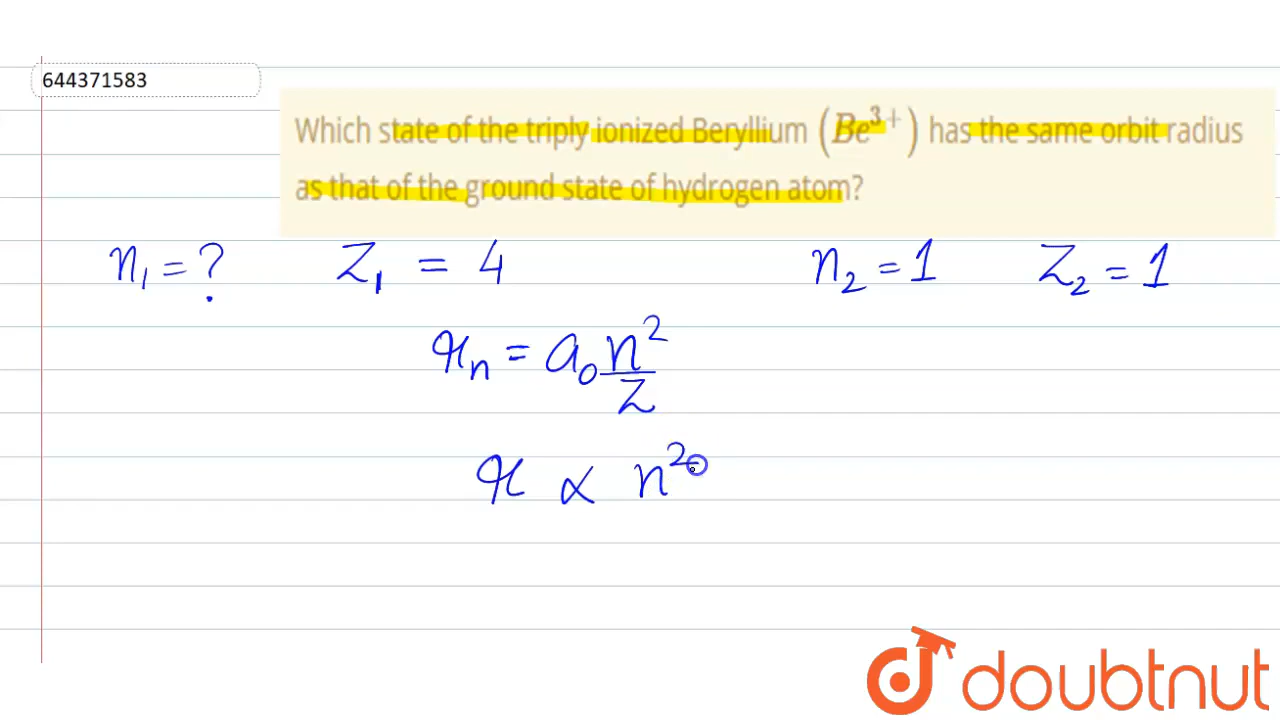 644371583
Which state of the triply ionized Beryllium (Be³⁺) has the same orbit radius
as that of the ground state of hydrogen atom?
n₁ = ? Z₁ = 4 n₂ = 1 Z₂ = 1
rₙ = a₀ n²/Z
r ∝ n²
doubtnut